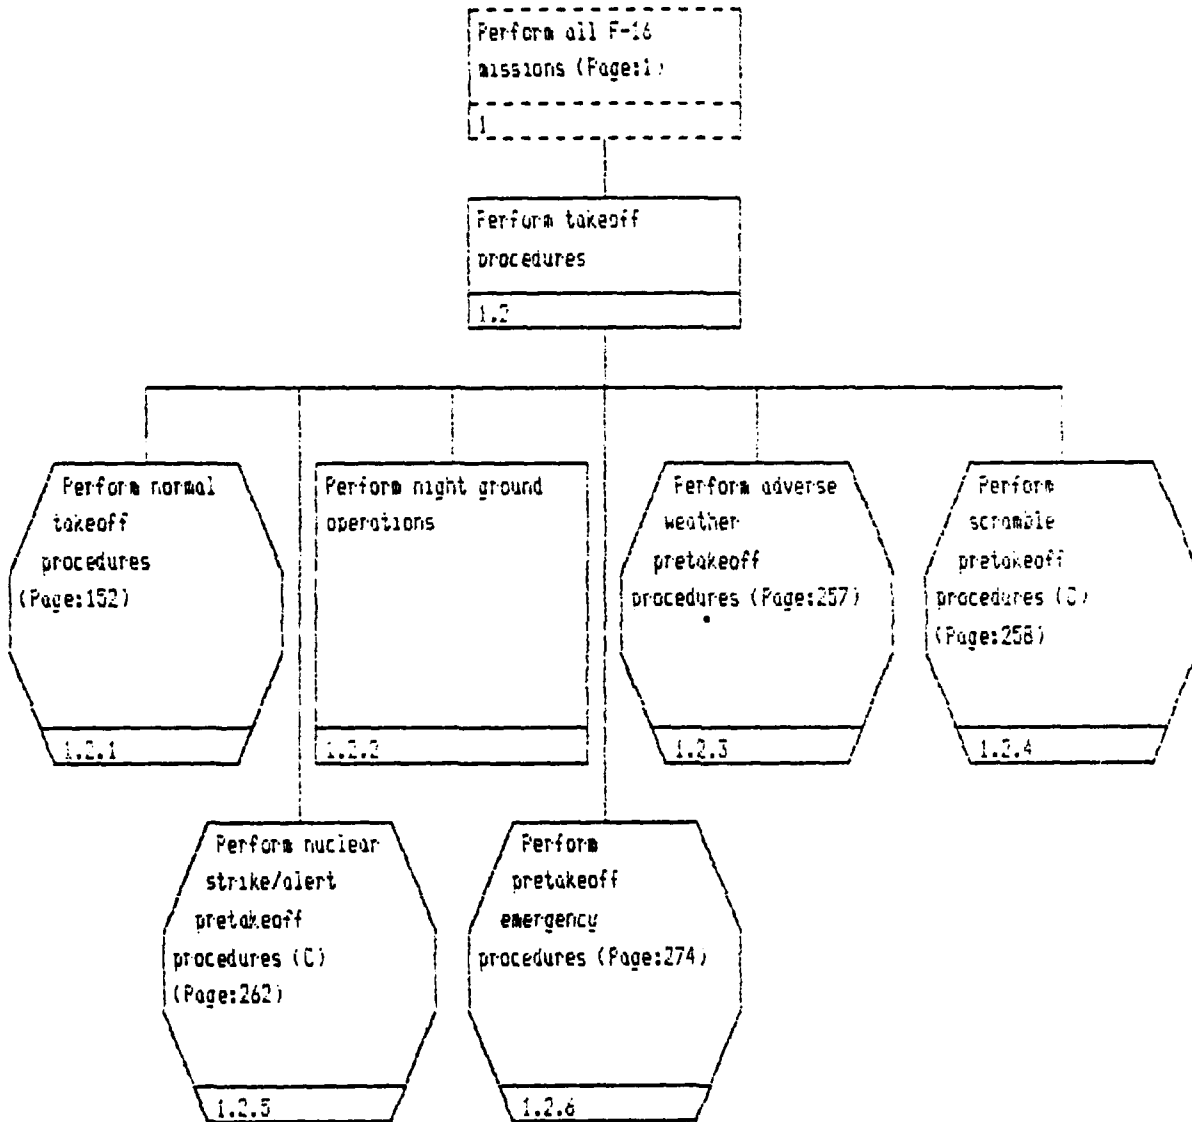 Perform all F-16
missions (Page:1)
1
Perform takeoff
procedures
1.2
Perform normal
takeoff
procedures
(Page:152)
1.2.1
Perform night ground
operations
1.2.2
Perform adverse
weather
pretakeoff
procedures (Page:257)
1.2.3
Perform
scramble
pretakeoff
procedures (C)
(Page:258)
1.2.4
Perform nuclear
strike/alert
pretakeoff
procedures (C)
(Page:262)
1.2.5
Perform
pretakeoff
emergency
procedures (Page:274)
1.2.6